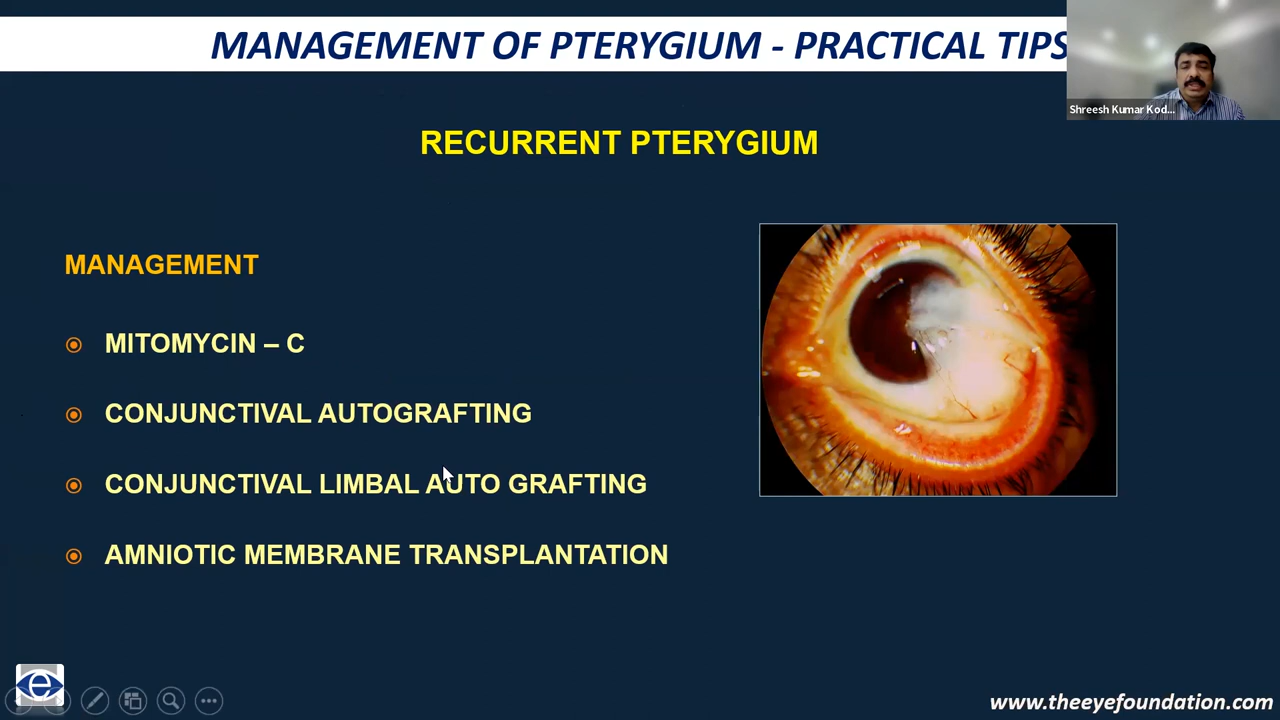 MANAGEMENT OF PTERYGIUM - PRACTICAL TIPS
Shreesh Kumar Kod...
RECURRENT PTERYGIUM
MANAGEMENT
MITOMYCIN – C
CONJUNCTIVAL AUTOGRAFTING
CONJUNCTIVAL LIMBAL AUTO GRAFTING
AMNIOTIC MEMBRANE TRANSPLANTATION
e
www.theeyefoundation.com